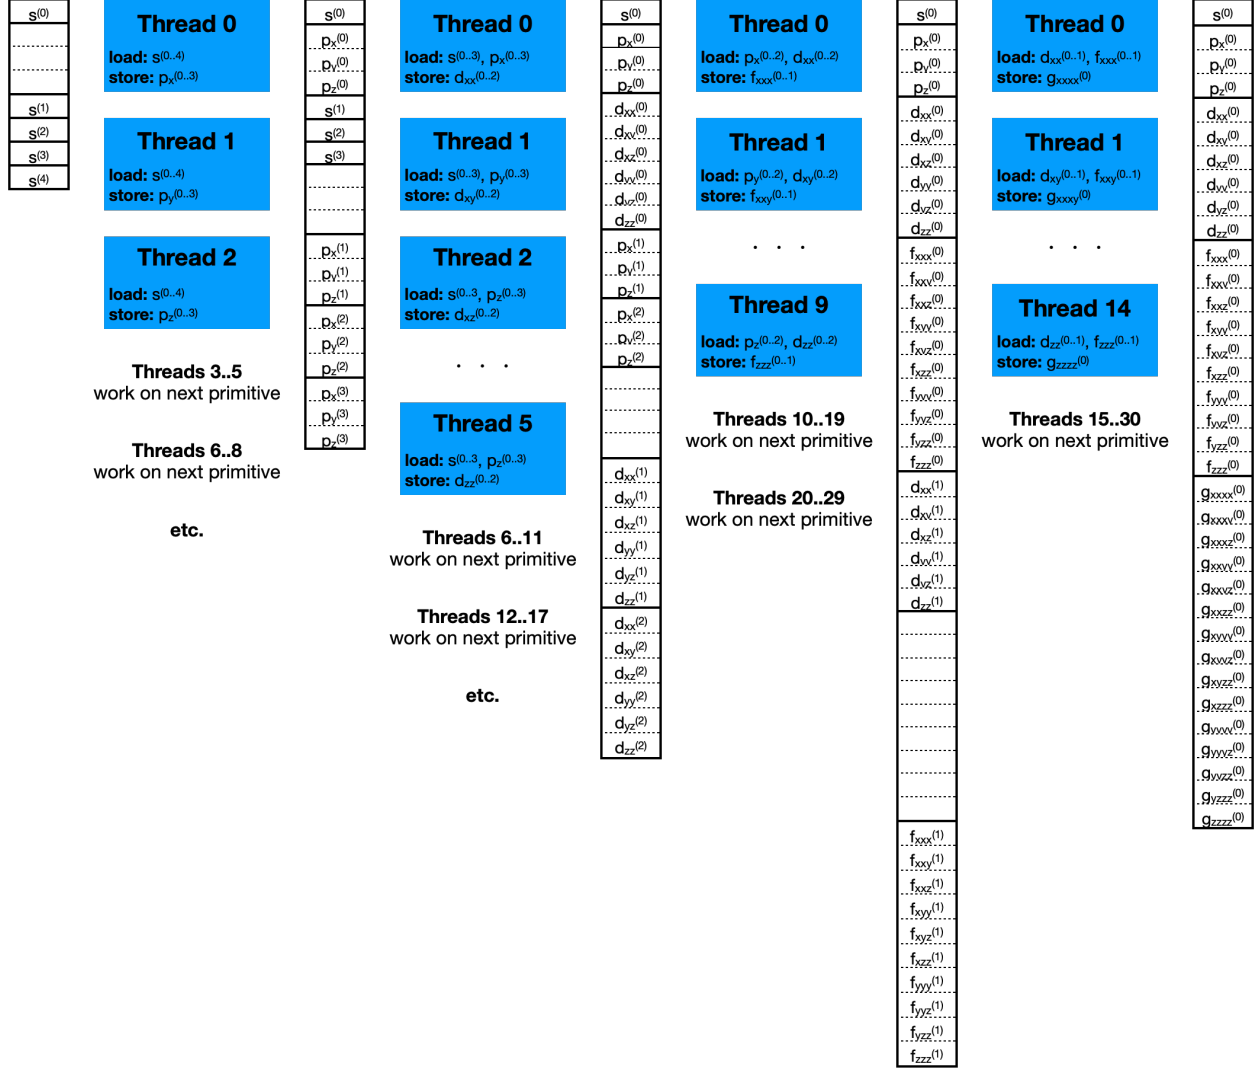 s(0)
s(1)
s(2)
s(3)
s(4)
Thread 0
load: s(0..4)
store: px(0..3)
Thread 1
load: s(0..4)
store: py(0..3)
Thread 2
load: s(0..4)
store: pz(0..3)
Threads 3..5
work on next primitive
Threads 6..8
work on next primitive
etc.
s(0)
px(0)
py(0)
pz(0)
s(1)
s(2)
s(3)
px(1)
py(1)
pz(1)
px(2)
py(2)
pz(2)
px(3)
py(3)
pz(3)
Thread 0
load: s(0..3), px(0..3)
store: dxx(0..2)
Thread 1
load: s(0..3), py(0..3)
store: dxy(0..2)
Thread 2
load: s(0..3, pz(0..3)
store: dxz(0..2)
. . .
Thread 5
load: s(0..3, pz(0..3)
store: dzz(0..2)
Threads 6..11
work on next primitive
Threads 12..17
work on next primitive
etc.
s(0)
px(0)
py(0)
pz(0)
dxx(0)
dxy(0)
dxz(0)
dyy(0)
dyz(0)
dzz(0)
px(1)
py(1)
pz(1)
px(2)
py(2)
pz(2)
dxx(1)
dxy(1)
dxz(1)
dyy(1)
dyz(1)
dzz(1)
dxx(2)
dxy(2)
dxz(2)
dyy(2)
dyz(2)
dzz(2)
Thread 0
load: px(0..2), dxx(0..2)
store: fxxx(0..1)
Thread 1
load: py(0..2), dxy(0..2)
store: fxxy(0..1)
. . .
Thread 9
load: pz(0..2), dzz(0..2)
store: fzzz(0..1)
Threads 10..19
work on next primitive
Threads 20..29
work on next primitive
s(0)
px(0)
py(0)
pz(0)
dxx(0)
dxy(0)
dxz(0)
dyy(0)
dyz(0)
dzz(0)
fxxx(0)
fxxy(0)
fxxz(0)
fxyy(0)
fxyz(0)
fxzz(0)
fyyy(0)
fyyz(0)
fyzz(0)
fzzz(0)
dxx(1)
dxy(1)
dxz(1)
dyy(1)
dyz(1)
dzz(1)
fxxx(1)
fxxy(1)
fxxz(1)
fxyy(1)
fxyz(1)
fxzz(1)
fyyy(1)
fyyz(1)
fyzz(1)
fzzz(1)
Thread 0
load: dxx(0..1), fxxx(0..1)
store: gxxxx(0)
Thread 1
load: dxy(0..1), fxxy(0..1)
store: gxxxy(0)
. . .
Thread 14
load: dzz(0..1), fzzz(0..1)
store: gzzzz(0)
Threads 15..30
work on next primitive
s(0)
px(0)
py(0)
pz(0)
dxx(0)
dxy(0)
dxz(0)
dyy(0)
dyz(0)
dzz(0)
fxxx(0)
fxxy(0)
fxxz(0)
fxyy(0)
fxyz(0)
fxzz(0)
fyyy(0)
fyyz(0)
fyzz(0)
fzzz(0)
gxxxx(0)
gxxxy(0)
gxxxz(0)
gxxyy(0)
gxxyz(0)
gxxzz(0)
gxyyy(0)
gxyyz(0)
gxyzz(0)
gxzzz(0)
gyyyy(0)
gyyyz(0)
gyyzz(0)
gyzzz(0)
gzzzz(0)